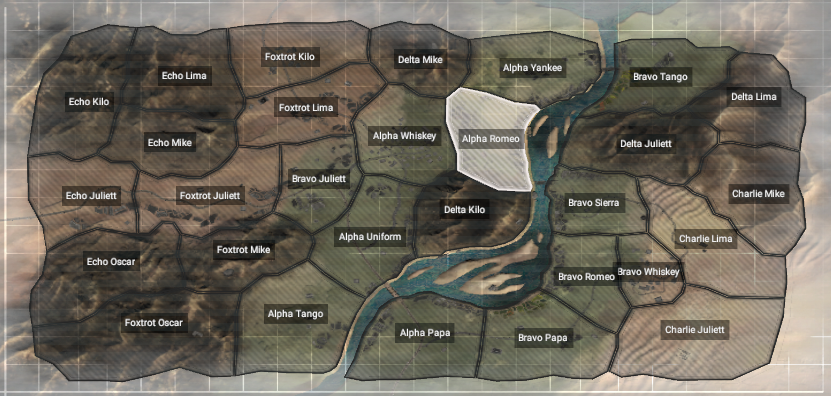 Foxtrot Kilo
Delta Mike
Alpha Yankee
Echo Lima
Bravo Tango
Echo Kilo
Foxtrot Lima
Delta Lima
Echo Mike
Alpha Whiskey
Alpha Romeo
Delta Juliett
Bravo Juliett
Echo Juliett
Foxtrot Juliett
Charlie Mike
Delta Kilo
Bravo Sierra
Alpha Uniform
Charlie Lima
Foxtrot Mike
Echo Oscar
Bravo Romeo
Bravo Whiskey
Alpha Tango
Foxtrot Oscar
Alpha Papa
Bravo Papa
Charlie Juliett